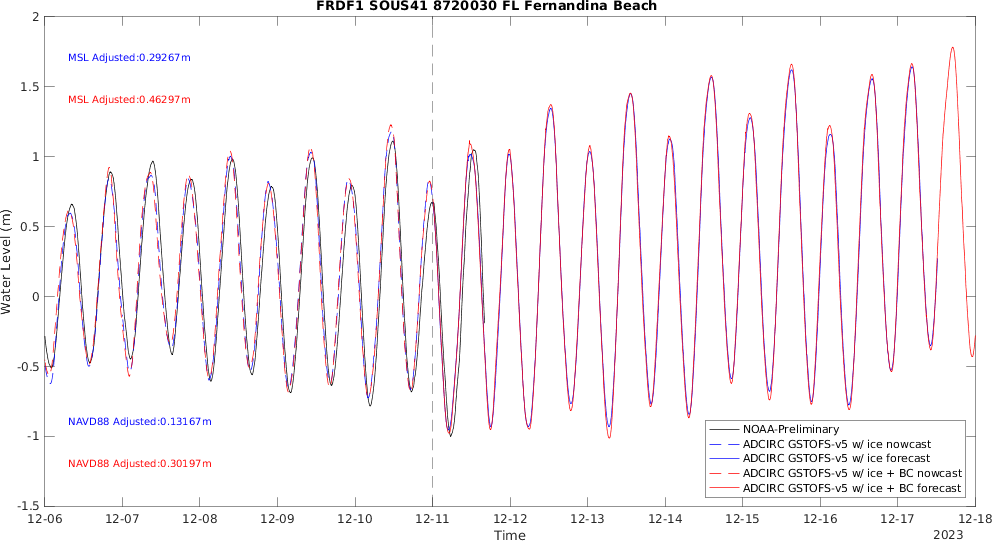 FRDF1 SOUS41 8720030 FL Fernandina Beach
2
1.5
1
0.5
0
-0.5
-1
-1.5
Water Level (m)
MSL Adjusted:0.29267m
MSL Adjusted:0.46297m
NAVD88 Adjusted:0.13167m
NAVD88 Adjusted:0.30197m
NOAA-Preliminary
ADCIRC GSTOFS-v5 w/ ice nowcast
ADCIRC GSTOFS-v5 w/ ice forecast
ADCIRC GSTOFS-v5 w/ ice + BC nowcast
ADCIRC GSTOFS-v5 w/ ice + BC forecast
12-06 12-07 12-08 12-09 12-10 12-11 12-12 12-13 12-14 12-15 12-16 12-17 12-18
Time
2023